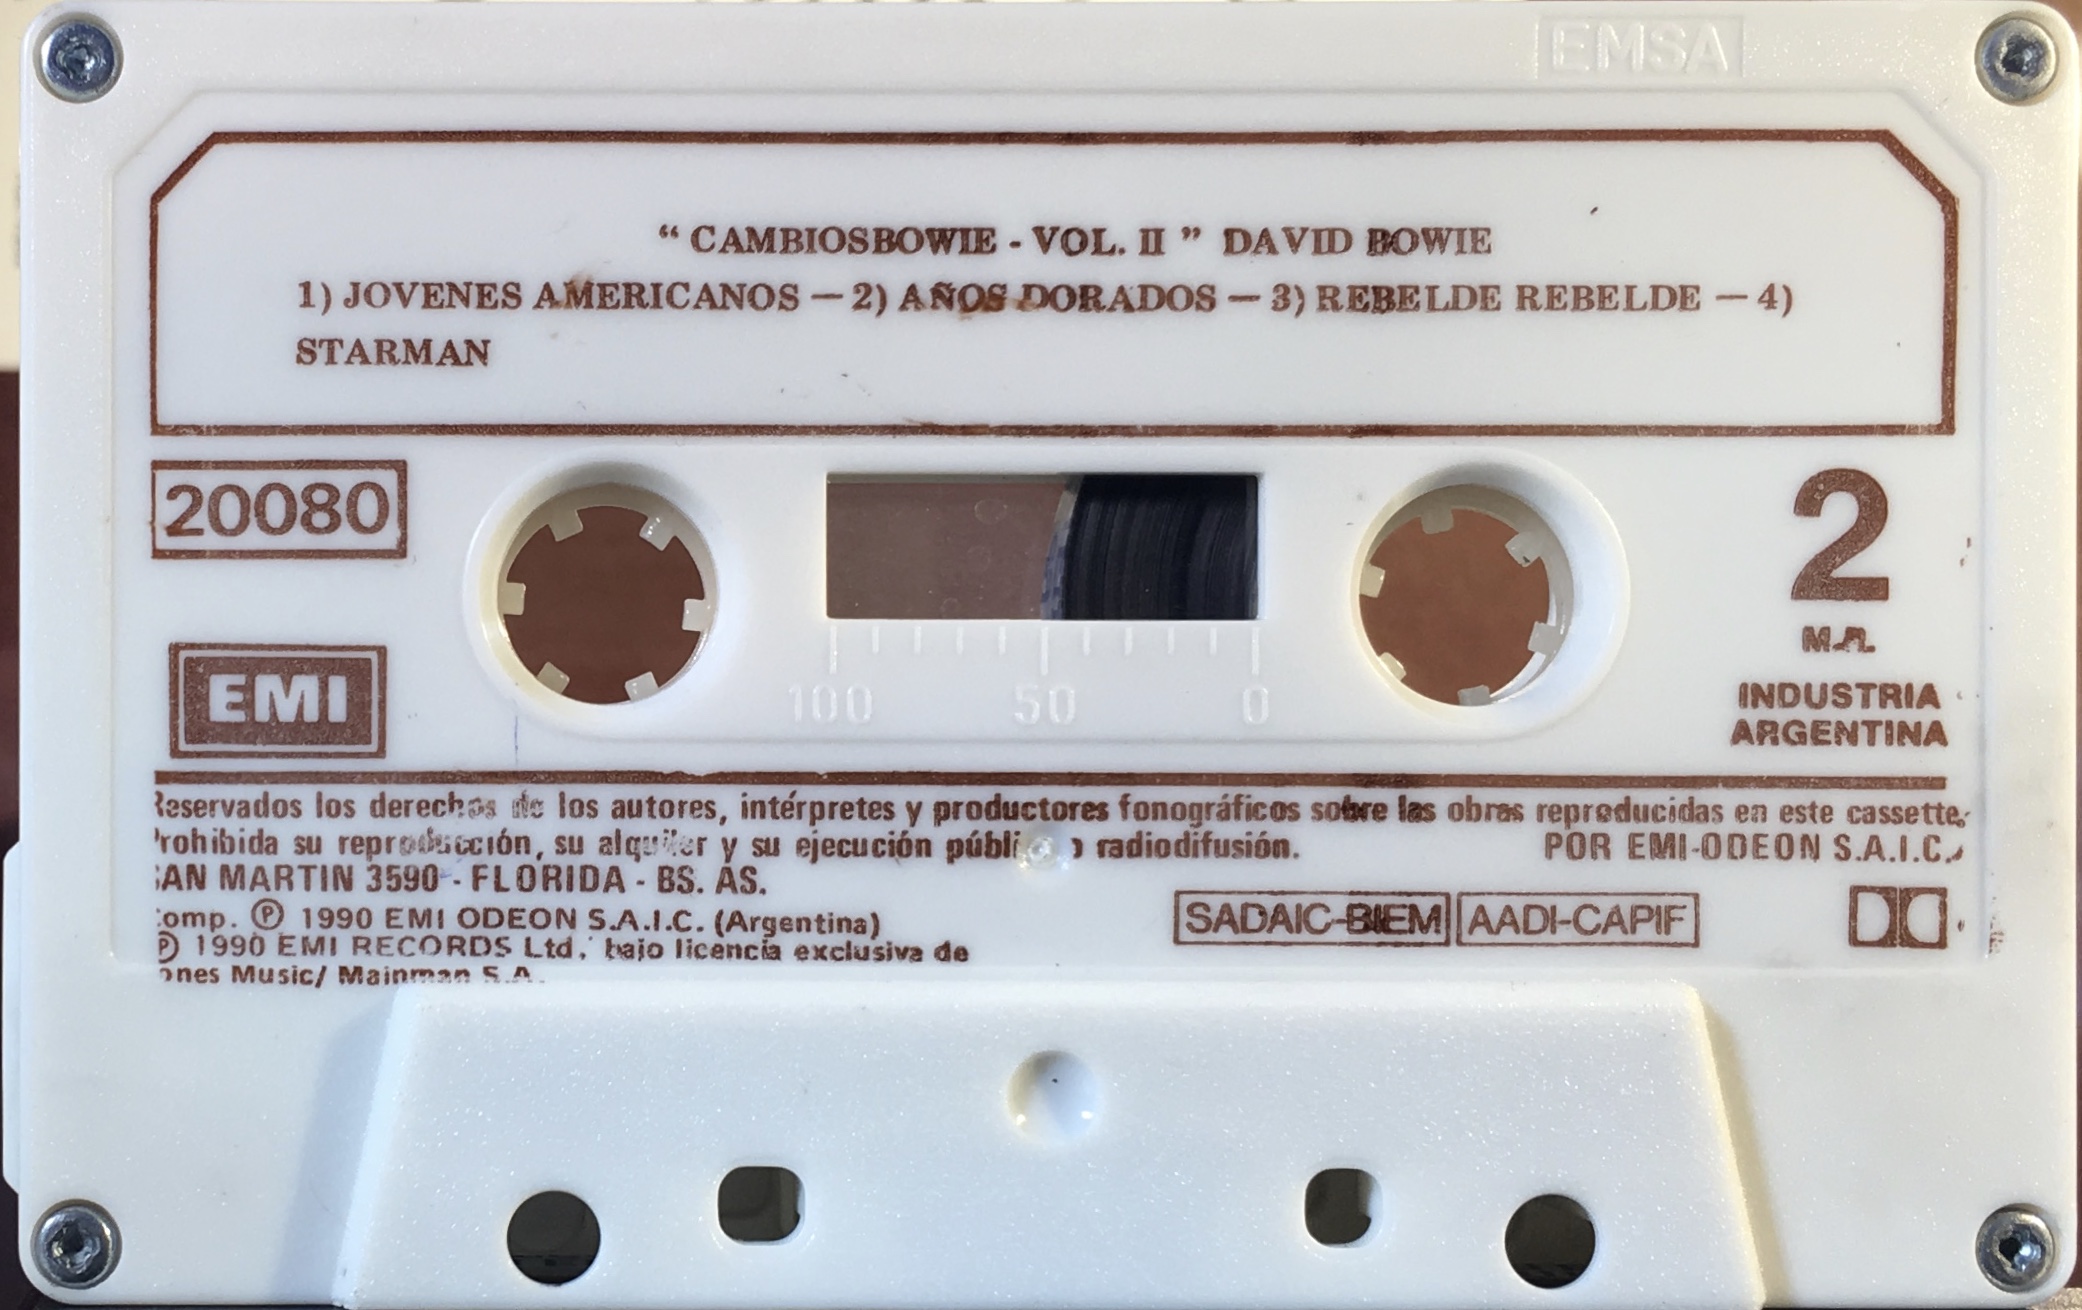 EMSA
“ CAMBIOSBOWIE - VOL. II ” DAVID BOWIE
1) JOVENES AMERICANOS — 2) AÑOS DORADOS — 3) REBELDE REBELDE — 4)
STARMAN
20080
2
EMI
100 50 0
INDUSTRIA
ARGENTINA
Reservados los derechos de los autores, intérpretes y productores fonográficos sobre las obras reproducidas en este cassette.
Prohibida su reproducción, su alquiler y su ejecución radiodifusión. POR EMI-ODEON S.A.I.C.
SAN MARTIN 3590 - FLORIDA - BS. AS.
omp. Ⓟ 1990 EMI ODEON S.A.I.C. (Argentina)
Ⓟ 1990 EMI RECORDS Ltd. bajo licencia exclusiva de
ones Music/ Mainman S.A.
SADAIC-BIEM AADI-CAPIF